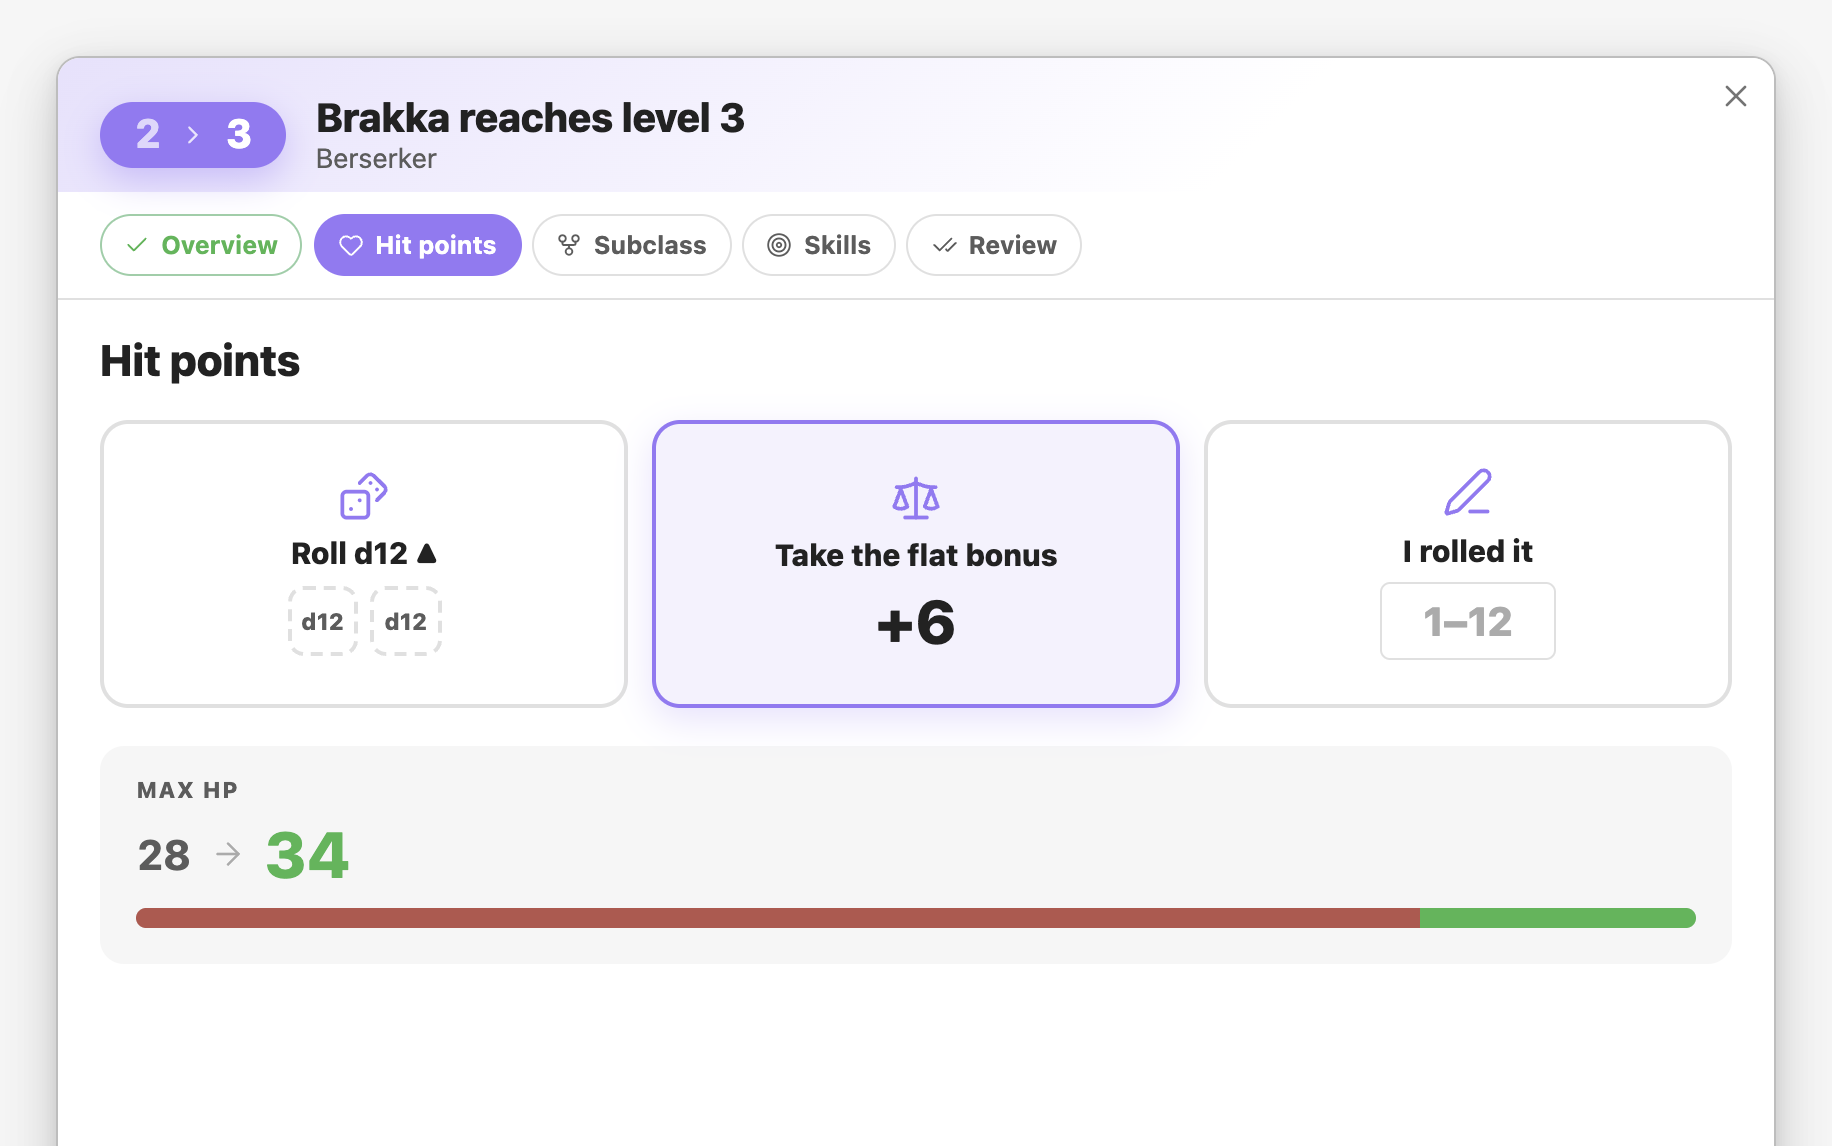 2 > 3
Brakka reaches level 3
Berserker
Overview
Hit points
Subclass
Skills
Review
Hit points
Roll d12 ▲
d12 d12
Take the flat bonus
+6
I rolled it
1–12
MAX HP
28 → 34